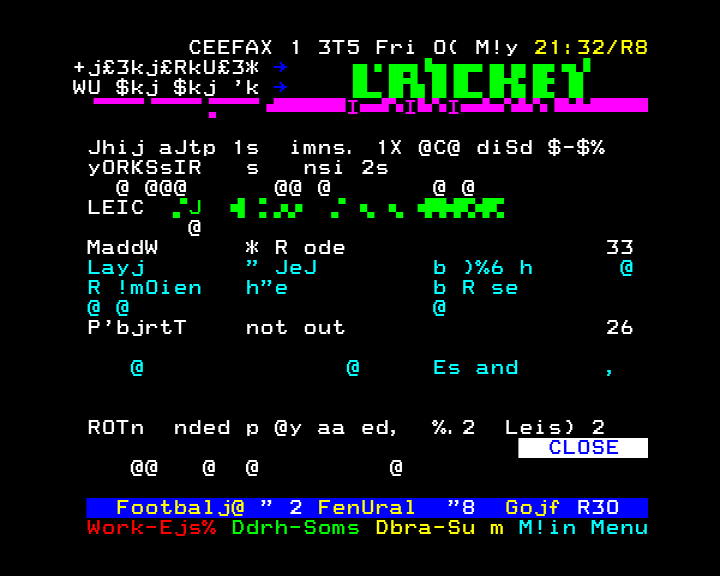 CEEFAX 1 3T5 Fri O( M!y 21:32/R8
+j£3kj£RkU£3* →
WU $kj $kj ’k →
I I I
Jhij aJtp 1s imns. 1X @C@ diSd $-$%
yORKSsIR s nsi 2s
@ @@@ @@ @ @ @
LEIC J
@
MaddW * R ode 33
Layj ” JeJ b )%6 h @
R !mOien h”e b R se
@ @ @
P’bjrtT not out 26
@ @ Es and ,
ROTn nded p @y aa ed, %.2 Leis) 2
CLOSE
@@ @ @ @
Footbalj@ ” 2 FenUral ”8 Gojf R3O
Work-Ejs% Ddrh-Soms Dbra-Su m M!in Menu